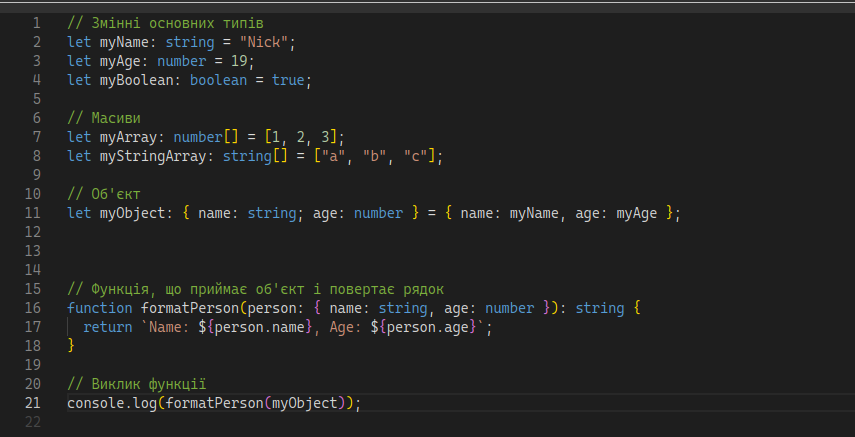 1 // Змінні основних типів
2 let myName: string = "Nick";
3 let myAge: number = 19;
4 let myBoolean: boolean = true;
5
6 // Масиви
7 let myArray: number[] = [1, 2, 3];
8 let myStringArray: string[] = ["a", "b", "c"];
9
10 // Об'єкт
11 let myObject: { name: string; age: number } = { name: myName, age: myAge };
12
13
14
15 // Функція, що приймає об'єкт і повертає рядок
16 function formatPerson(person: { name: string, age: number }): string {
17   return `Name: ${person.name}, Age: ${person.age}`;
18 }
19
20 // Виклик функції
21 console.log(formatPerson(myObject));
22